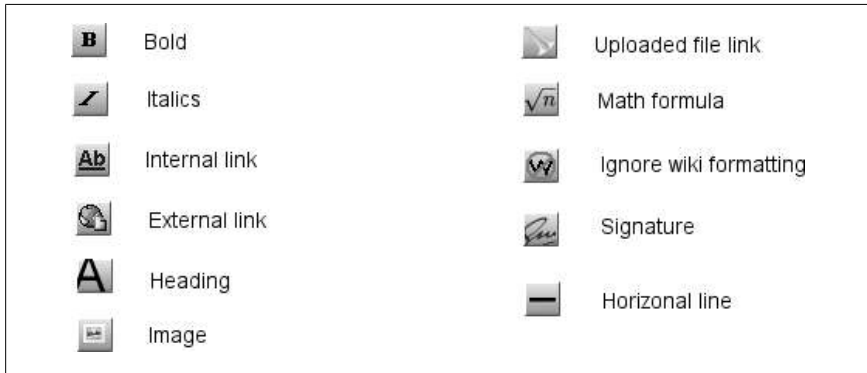 B Bold
I Italics
Ab Internal link
External link
A Heading
Image
Uploaded file link
√n Math formula
W Ignore wiki formatting
Signature
Horizonal line